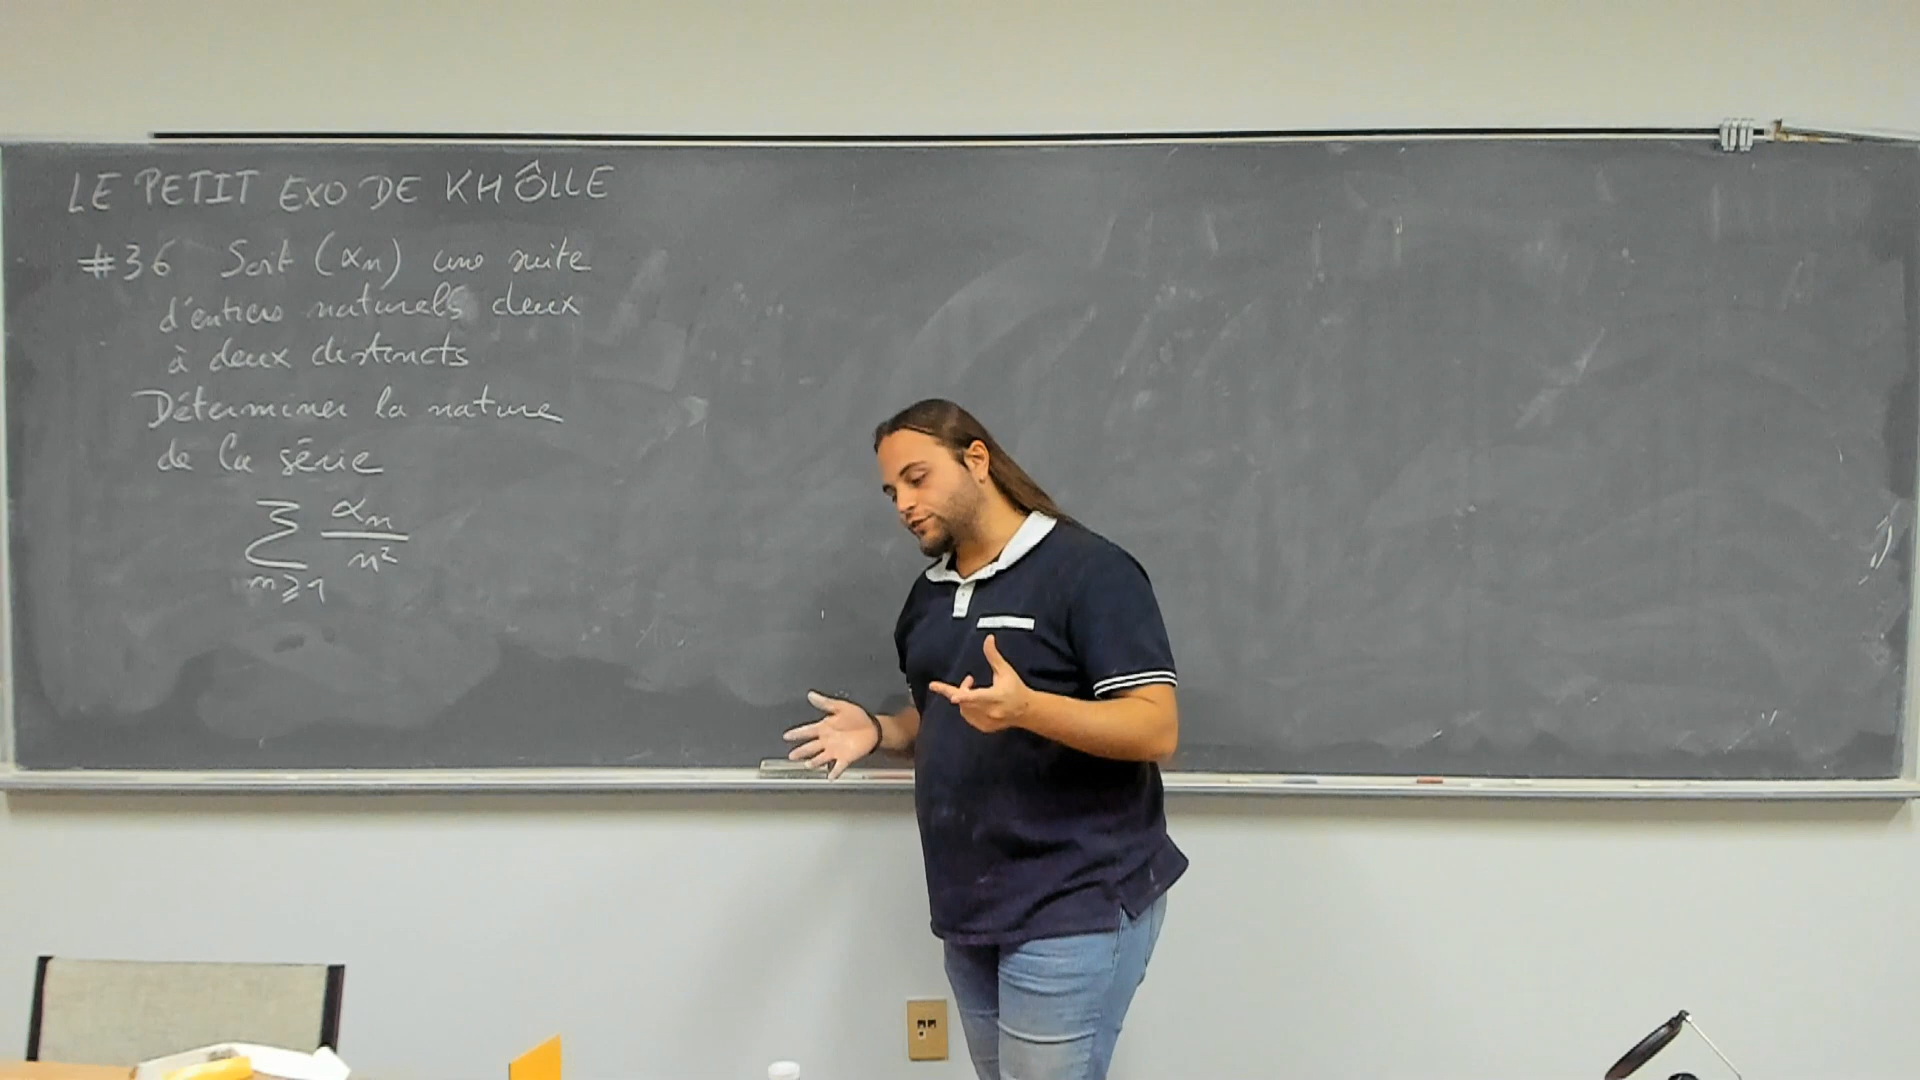 LE PETIT EXO DE KHÔLLE
#36 Soit (αn) une suite
d'entiers naturels deux
à deux distincts
Déterminer la nature
de la série
∑ αn / n²
n≥1